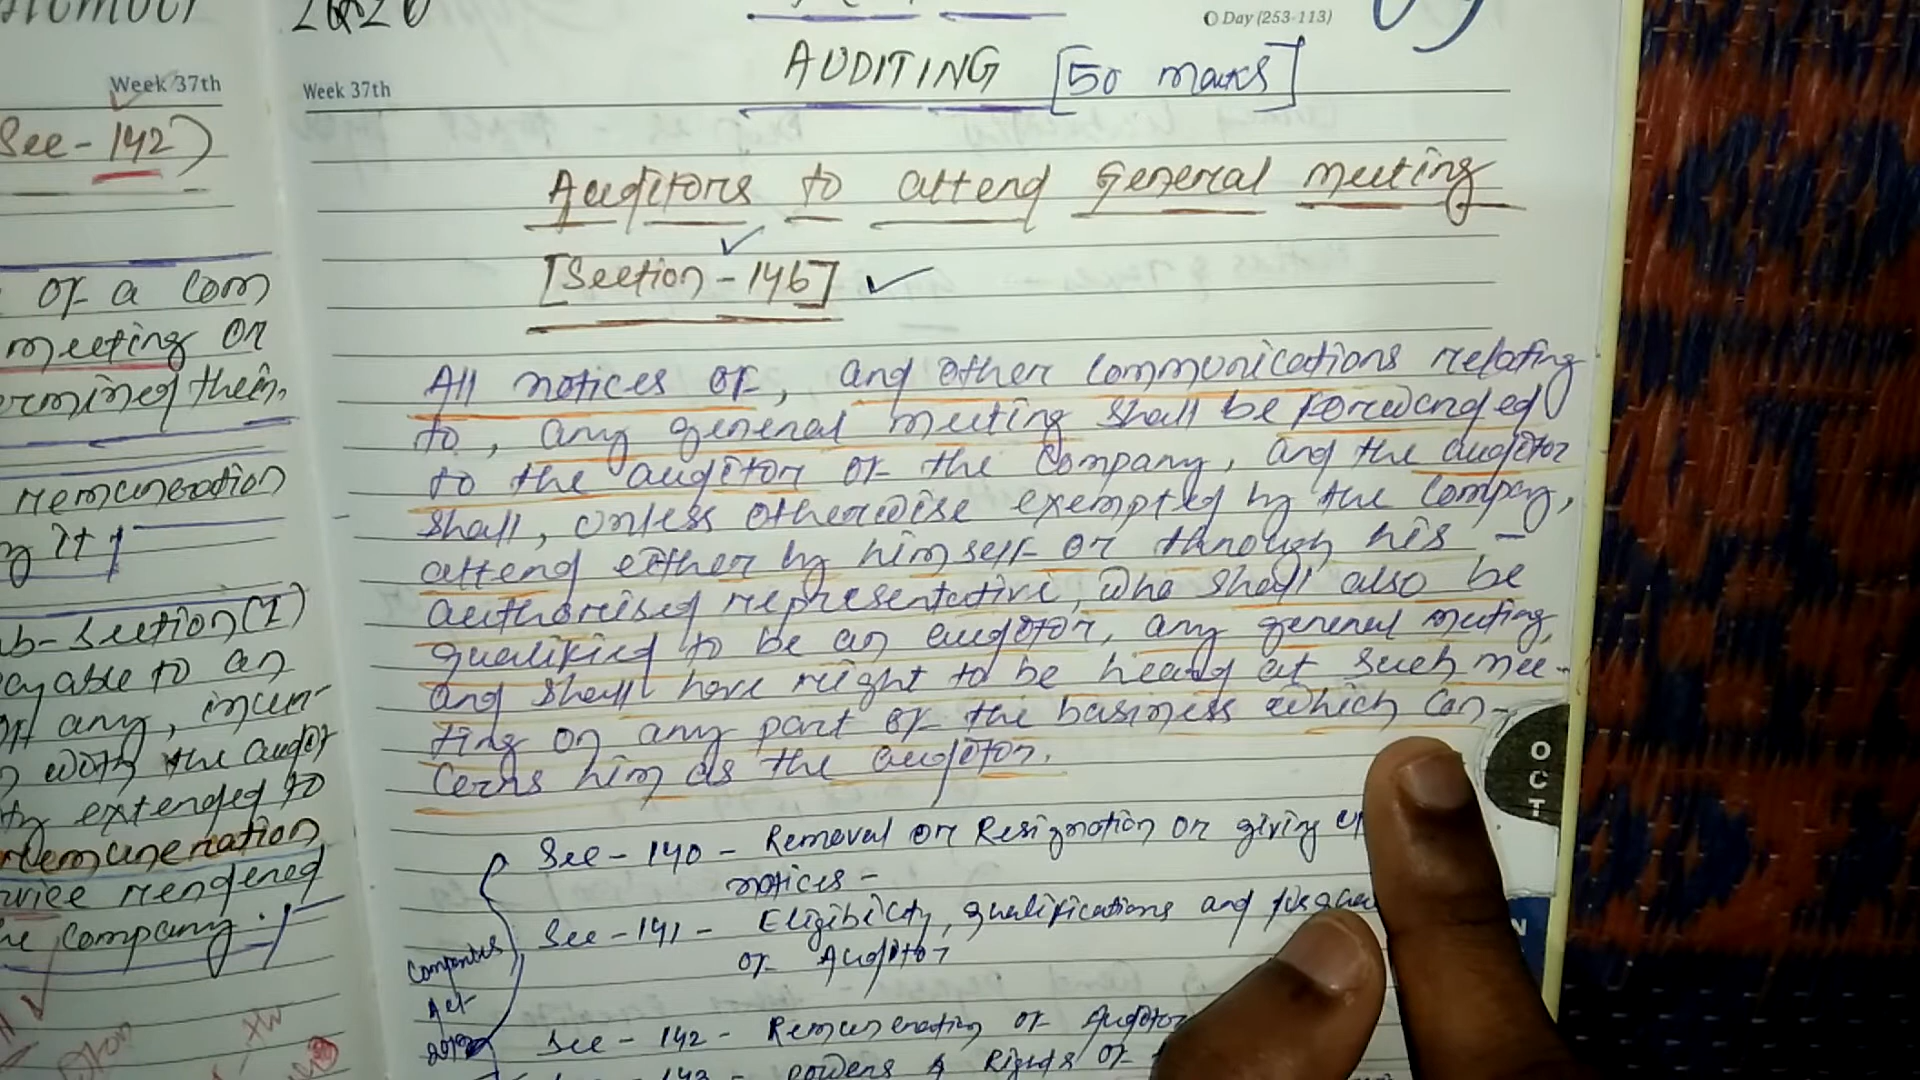 Week 37th
See - 142)
of a com
meeting or
remuneration
it
Sub-section (I)
payable to an
if any, incurr-
with the auditor
extended to
remuneration
service rendered
the company.
2020
Day (253-113)
09
Week 37th
AUDITING [50 marks]
Auditors to attend General meeting
[Section - 146]
All notices of, and other communications relating
to, any general meeting shall be forwarded
to the auditor of the company, and the auditor
shall, unless otherwise exempted by the company,
attend either by himself or through his -
authorised representative, who shall also be
qualified to be an auditor, any general meeting,
and shall have right to be heard at such mee-
ting on any part of the business which con-
cerns him as the auditor.
Companies
Act
Sec - 140 - Removal or Resignation or giving
notices -
Sec - 141 - Eligibility, qualifications and
of Auditor
Sec - 142 - Remuneration of Auditor
143 - powers & Rights of
OCT